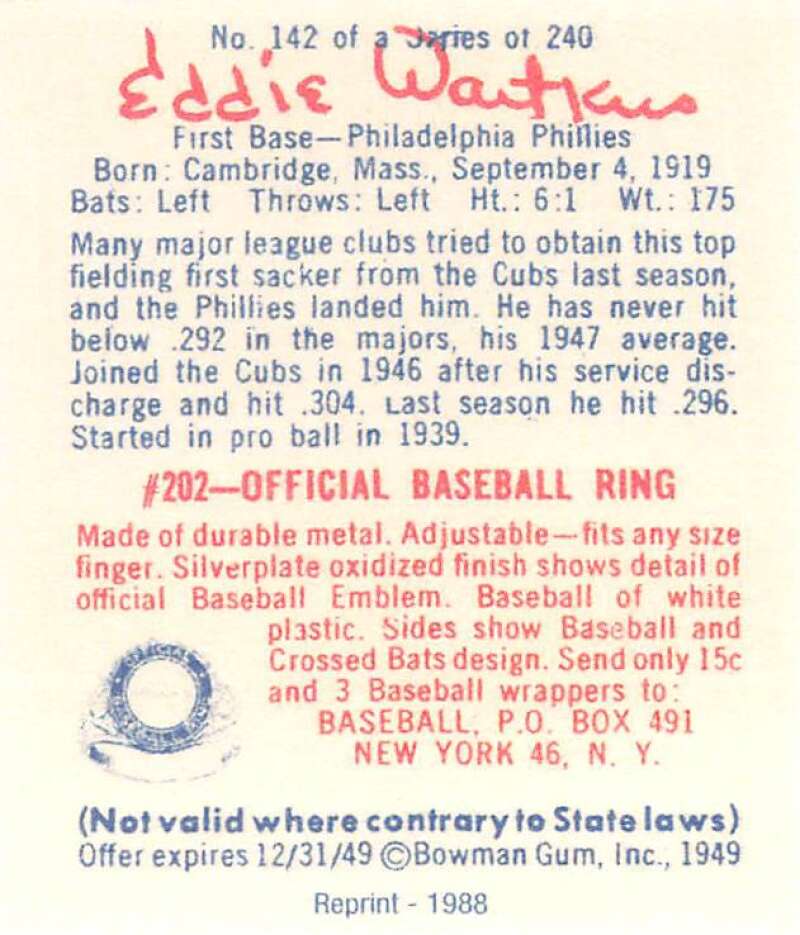 No. 142 of a Series of 240
Eddie Waitkus
First Base—Philadelphia Phillies
Born: Cambridge, Mass., September 4, 1919
Bats: Left Throws: Left Ht.: 6:1 Wt.: 175
Many major league clubs tried to obtain this top
fielding first sacker from the Cubs last season,
and the Phillies landed him. He has never hit
below .292 in the majors, his 1947 average.
Joined the Cubs in 1946 after his service dis-
charge and hit .304. Last season he hit .296.
Started in pro ball in 1939.
#202—OFFICIAL BASEBALL RING
Made of durable metal. Adjustable—fits any size
finger. Silverplate oxidized finish shows detail of
official Baseball Emblem. Baseball of white
plastic. Sides show Baseball and
Crossed Bats design. Send only 15c
and 3 Baseball wrappers to:
BASEBALL, P.O. BOX 491
NEW YORK 46, N. Y.
OFFICIAL
(Not valid where contrary to State laws)
Offer expires 12/31/49 ©Bowman Gum, Inc., 1949
Reprint - 1988